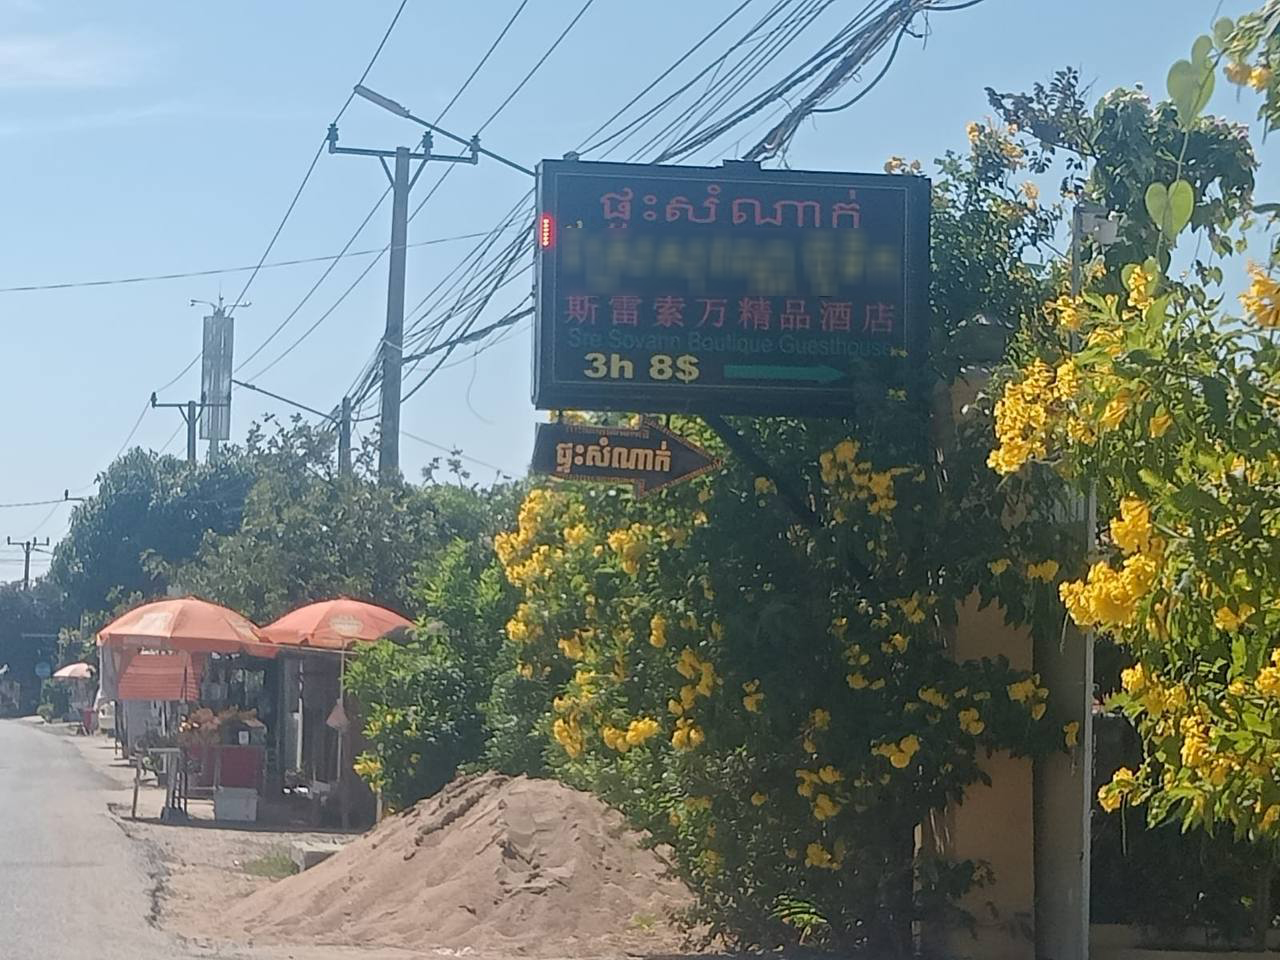 ផ្ទះសំណាក់
斯雷索万精品酒店
Sre Sovann Boutique Guesthouse
3h 8$
ផ្ទះសំណាក់